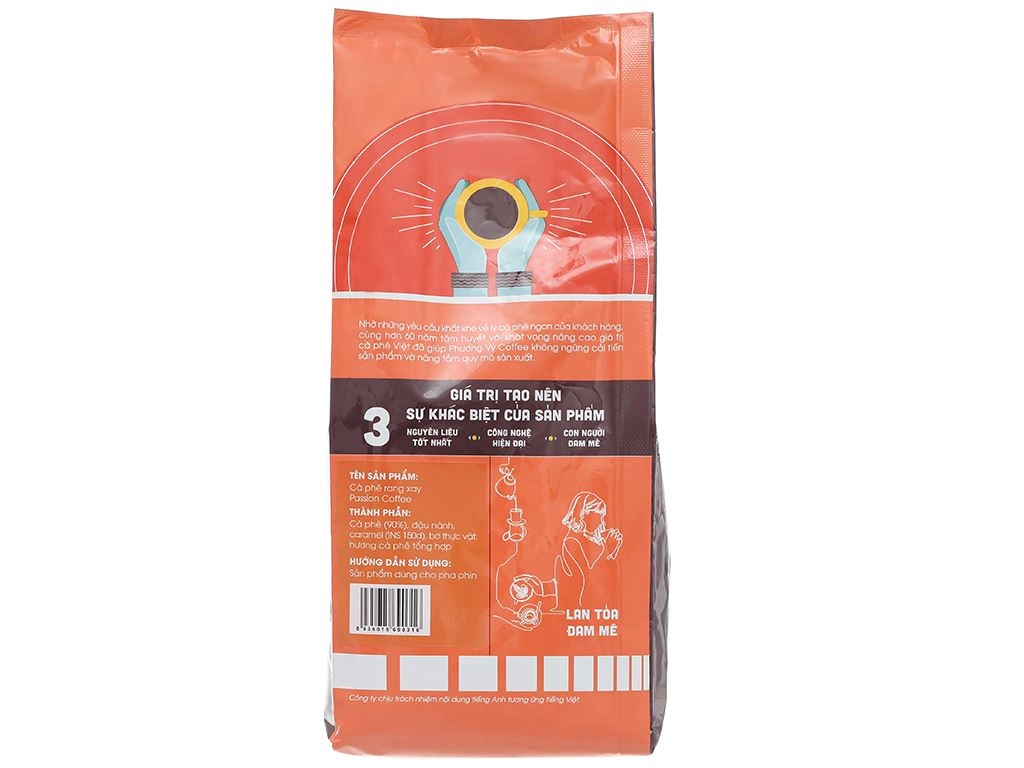 Nhờ những yêu cầu khắt khe về ly cà phê ngon của khách hàng,
cùng hơn 60 năm tâm huyết với khát vọng nâng cao giá trị
cà phê Việt đã giúp Phương Vy Coffee không ngừng cải tiến
sản phẩm và nâng tầm quy mô sản xuất.
3
GIÁ TRỊ TẠO NÊN
SỰ KHÁC BIỆT CỦA SẢN PHẨM
NGUYÊN LIỆU
TỐT NHẤT
CÔNG NGHỆ
HIỆN ĐẠI
CON NGƯỜI
ĐAM MÊ
TÊN SẢN PHẨM:
Cà phê rang xay
Passion Coffee
THÀNH PHẦN:
Cà phê (90%), đậu nành,
caramel (INS 150d), bơ thực vật,
hương cà phê tổng hợp
HƯỚNG DẪN SỬ DỤNG:
Sản phẩm dùng cho pha phin
8 936015 600316
LAN TỎA
ĐAM MÊ
Công ty chịu trách nhiệm nội dung tiếng Anh tương ứng tiếng Việt